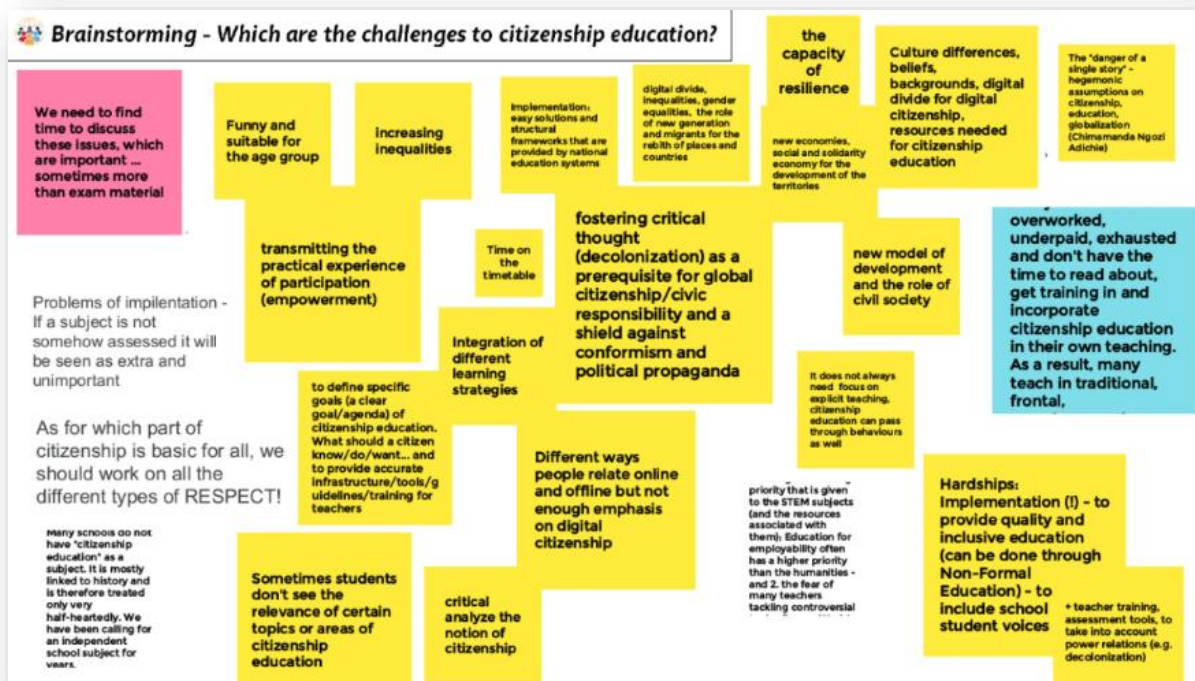 Brainstorming - Which are the challenges to citizenship education?
We need to find
time to discuss
these issues, which
are important ...
sometimes more
than exam material
Funny and
suitable for
the age group
increasing
inequalities
Implementation:
easy solutions and
structural
frameworks that are
provided by national
education systems
digital divide,
inequalities, gender
equalities, the role
of new generation
and migrants for the
rebith of places and
countries
the
capacity
of
resilience
new economies,
social and solidarity
economy for the
development of the
territories
Culture differences,
beliefs,
backgrounds, digital
divide for digital
citizenship,
resources needed
for citizenship
education
The "danger of a
single story" -
hegemonic
assumptions on
citizenship,
education,
globalization
(Chimamanda Ngozi
Adichie)
transmitting the
practical experience
of participation
(empowerment)
Time on
the
timetable
fostering critical
thought
(decolonization) as a
prerequisite for global
citizenship/civic
responsibility and a
shield against
conformism and
political propaganda
new model of
development
and the role of
civil society
overworked,
underpaid, exhausted
and don't have the
time to read about,
get training in and
incorporate
citizenship education
in their own teaching.
As a result, many
teach in traditional,
frontal,
Problems of impilentation -
If a subject is not
somehow assessed it will
be seen as extra and
unimportant
Integration of
different
learning
strategies
to define specific
goals (a clear
goal/agenda) of
citizenship education.
What should a citizen
know/do/want... and
to provide accurate
infrastructure/tools/g
uidelines/training for
teachers
It does not always
need focus on
explicit teaching,
citizenship
education can pass
through behaviours
as well
As for which part of
citizenship is basic for all, we
should work on all the
different types of RESPECT!
Different ways
people relate online
and offline but not
enough emphasis
on digital
citizenship
priority that is given
to the STEM subjects
(and the resources
associated with
them); Education for
employability often
has a higher priority
than the humanities -
and 2. the fear of
many teachers
tackling controversial
Hardships:
Implementation (!) - to
provide quality and
inclusive education
(can be done through
Non-Formal
Education) - to
include school
student voices
+ teacher training,
assessment tools, to
take into account
power relations (e.g.
decolonization)
Many schools do not
have "citizenship
education" as a
subject. It is mostly
linked to history and
is therefore treated
only very
half-heartedly. We
have been calling for
an independent
school subject for
years.
Sometimes students
don't see the
relevance of certain
topics or areas of
citizenship
education
critical
analyze the
notion of
citizenship